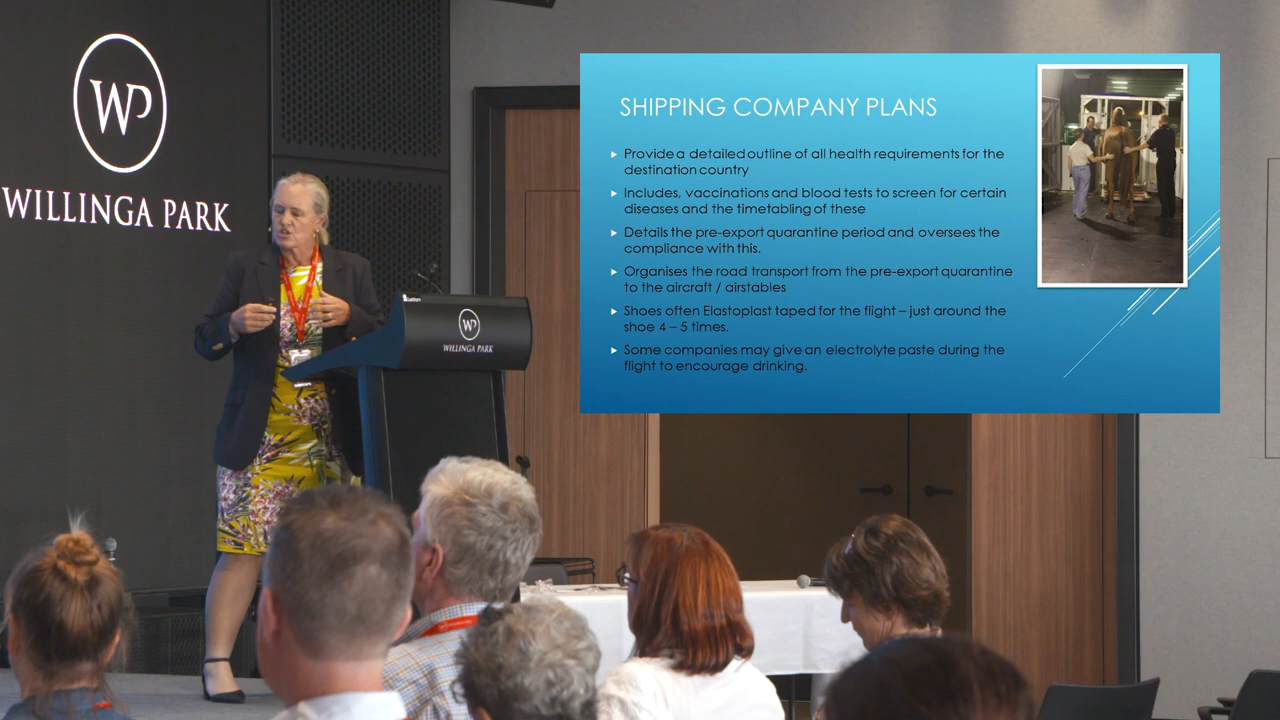 WP
WILLINGA PARK
WP
WILLINGA PARK
SHIPPING COMPANY PLANS
Provide a detailed outline of all health requirements for the
destination country
Includes, vaccinations and blood tests to screen for certain
diseases and the timetabling of these
Details the pre-export quarantine period and oversees the
compliance with this.
Organises the road transport from the pre-export quarantine
to the aircraft / airstables
Shoes often Elastoplast taped for the flight – just around the
shoe 4 – 5 times.
Some companies may give an electrolyte paste during the
flight to encourage drinking.